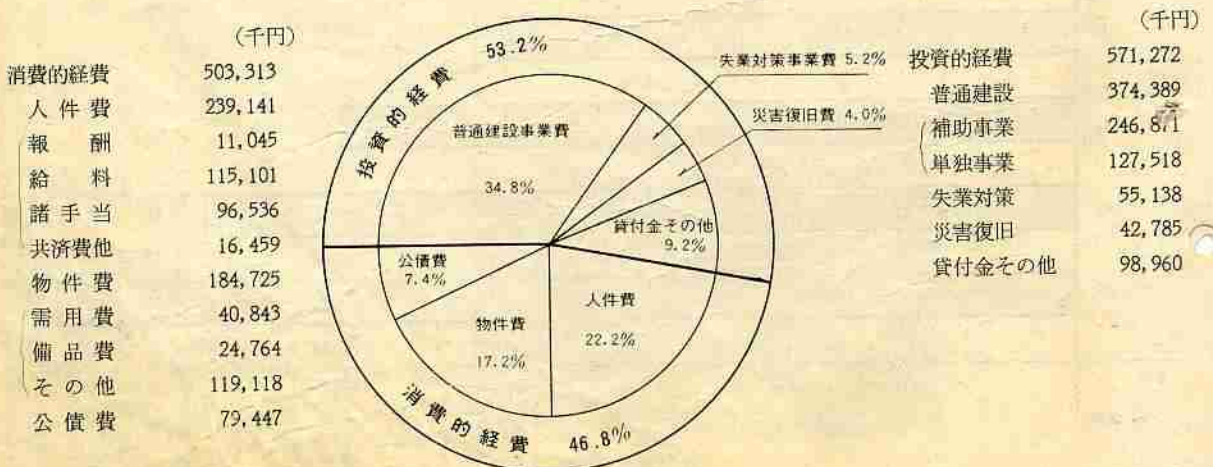 (千円)
消費的経費 503,313
人件費 239,141
報酬 11,045
給料 115,101
諸手当 96,536
共済費他 16,459
物件費 184,725
需用費 40,843
備品費 24,764
その他 119,118
公債費 79,447
投資的経費 53.2%
普通建設事業費
34.8%
失業対策事業費 5.2%
災害復旧費 4.0%
貸付金その他
9.2%
公債費
7.4%
物件費
17.2%
人件費
22.2%
消費的経費 46.8%
(千円)
投資的経費 571,272
普通建設 374,389
補助事業 246,871
単独事業 127,518
失業対策 55,138
災害復旧 42,785
貸付金その他 98,960